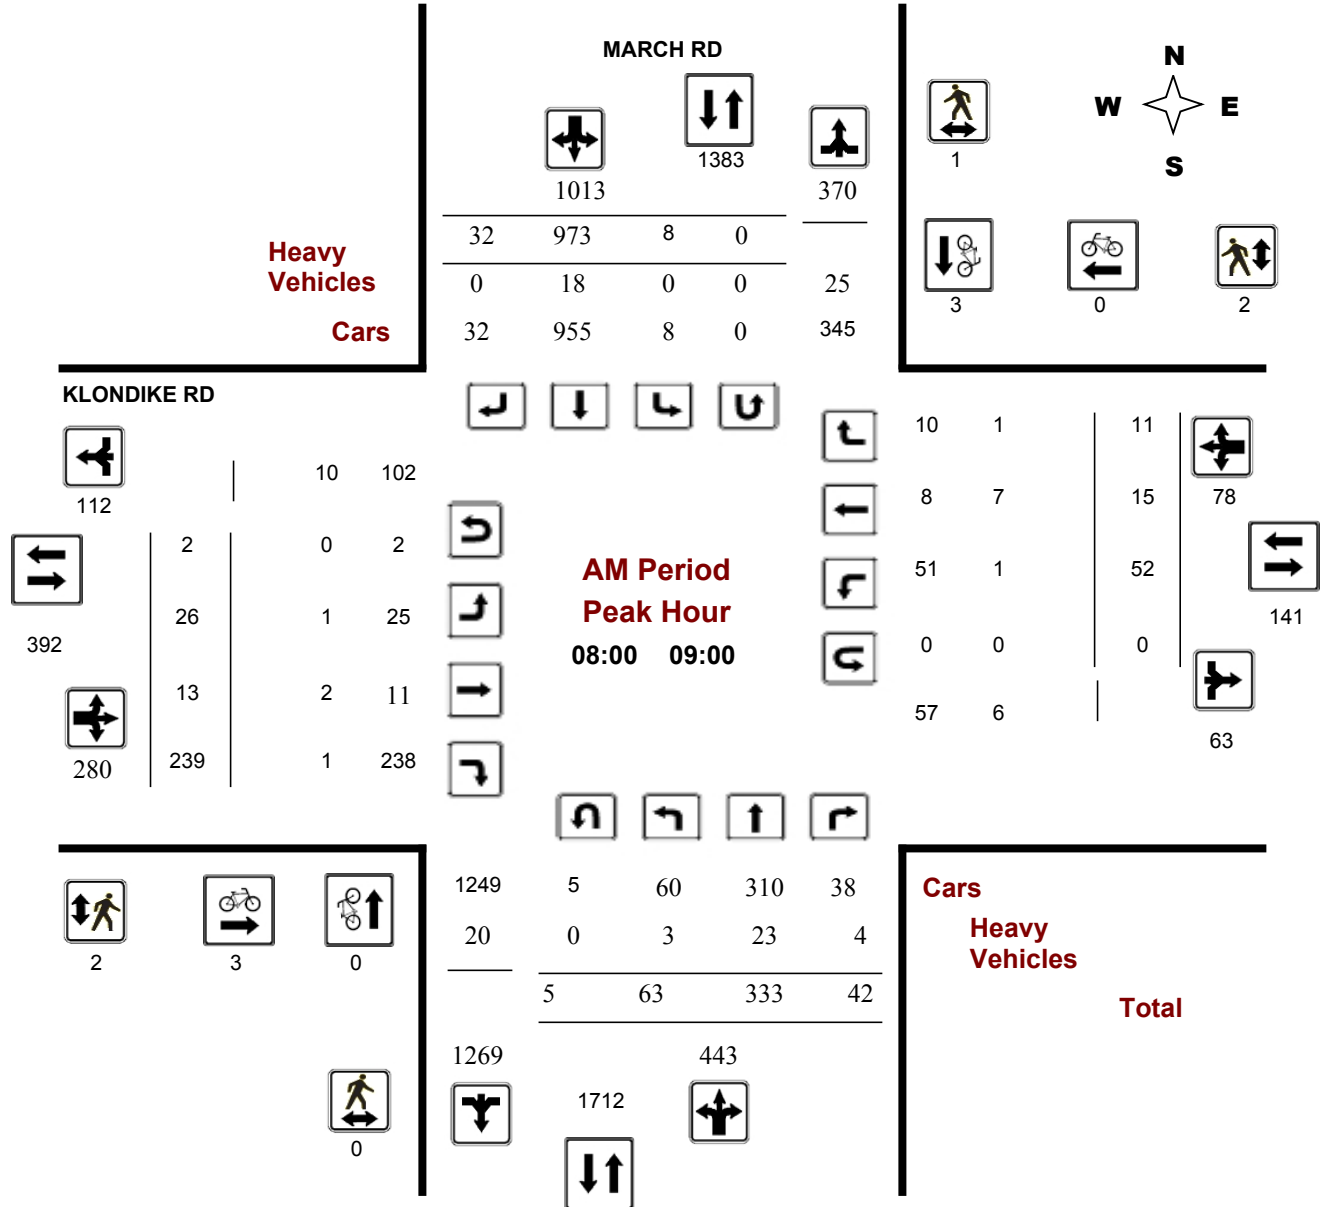 MARCH RD
N
W E
S
1383
1
1013 370
32 973 8 0
Heavy
Vehicles 0 18 0 0 25
3 0 2
Cars 32 955 8 0 345
KLONDIKE RD
10 1 11
10 102
112
8 7 15 78
2 0 2
AM Period
51 1 52
Peak Hour
26 1 25
141
392
08:00 09:00
0 0 0
13 2 11
57 6
63
280 239 1 238
1249 5 60 310 38 Cars
20 0 3 23 4 Heavy
Vehicles
2 3 0
5 63 333 42
Total
1269 443
1712
0